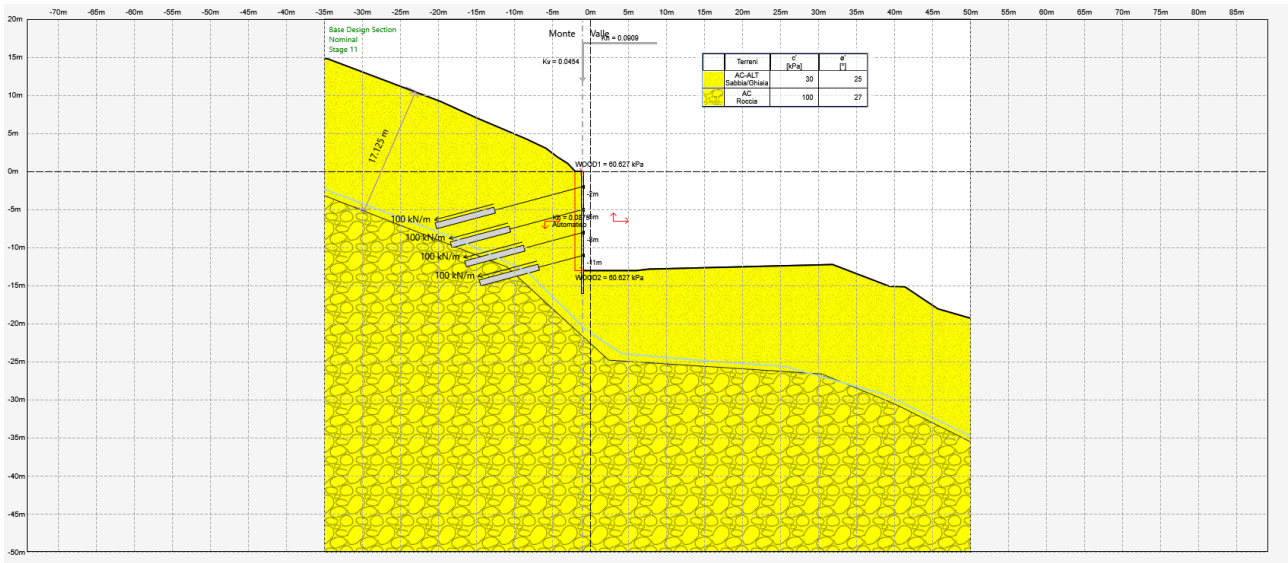 -70m -65m -60m -55m -50m -45m -40m -35m -30m -25m -20m -15m -10m -5m 0m 5m 10m 15m 20m 25m 30m 35m 40m 45m 50m 55m 60m 65m 70m 75m 80m 85m
20m
15m
10m
5m
0m
-5m
-10m
-15m
-20m
-25m
-30m
-35m
-40m
-45m
-50m
Base Design Section
Nominal
Stage 11
Monte Valle
Kh = 0.0909
Kv = 0.0454
Terreni c' [kPa] ø' [°]
AC-ALT
Sabbia/Ghiaia 30 25
AC
Roccia 100 27
17.125 m
WOOD1 = 60.627 kPa
-2m
100 kN/m
100 kN/m
100 kN/m
100 kN/m
Automatico
-8m
-11m
WOOD2 = 60.627 kPa